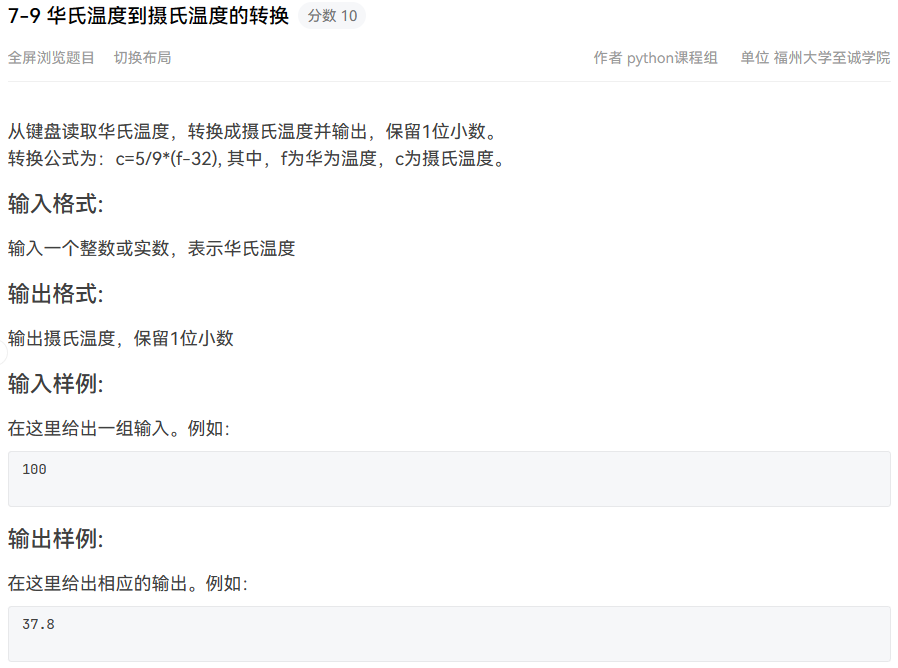 7-9 华氏温度到摄氏温度的转换 分数 10
全屏浏览题目 切换布局 作者 python课程组 单位 福州大学至诚学院
从键盘读取华氏温度，转换成摄氏温度并输出，保留1位小数。
转换公式为：c=5/9*(f-32), 其中，f为华为温度，c为摄氏温度。
输入格式:
输入一个整数或实数，表示华氏温度
输出格式:
输出摄氏温度，保留1位小数
输入样例:
在这里给出一组输入。例如：
100
输出样例:
在这里给出相应的输出。例如：
37.8